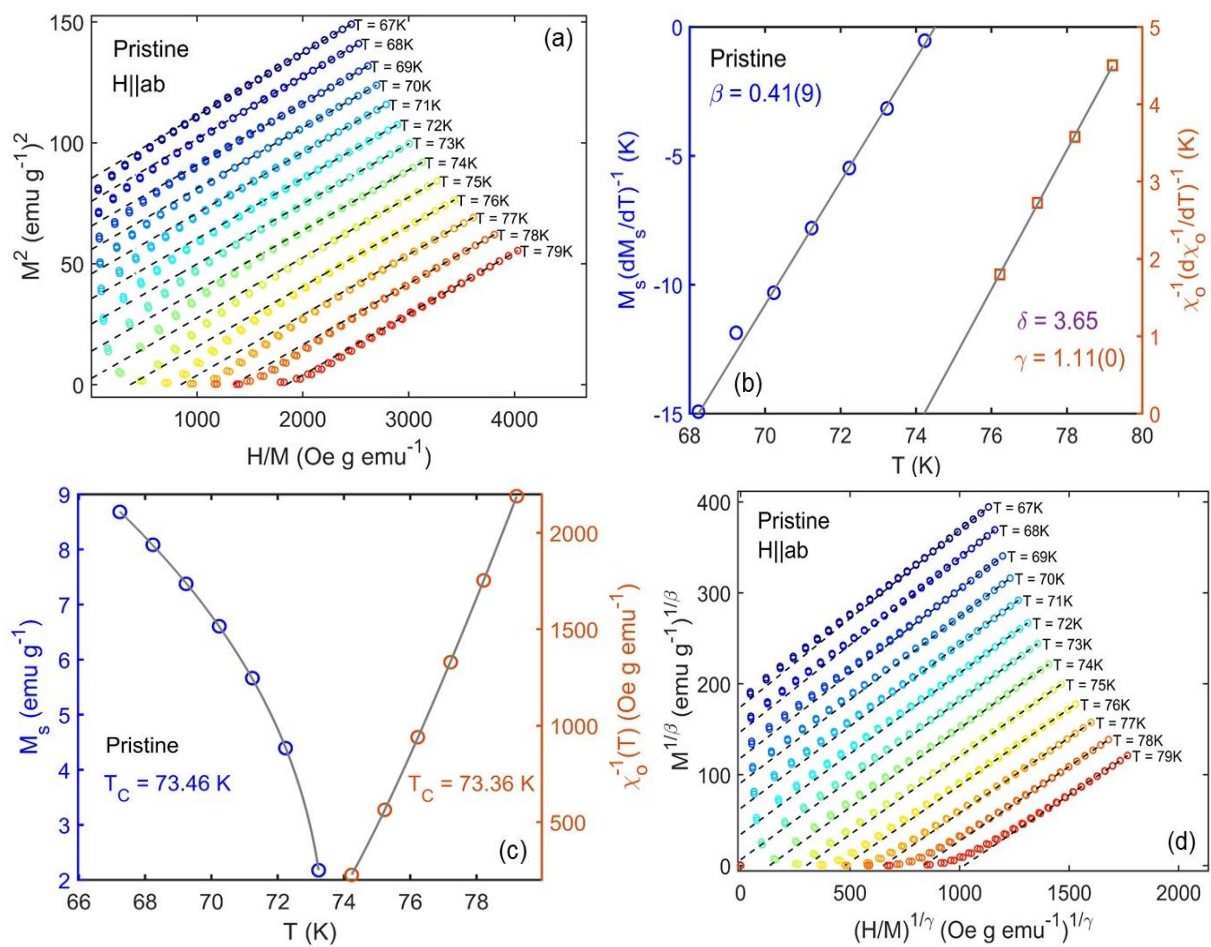 (a)
Pristine
H||ab
T = 67K
T = 68K
T = 69K
T = 70K
T = 71K
T = 72K
T = 73K
T = 74K
T = 75K
T = 76K
T = 77K
T = 78K
T = 79K
150
100
50
0
M² (emu g⁻¹)²
1000 2000 3000 4000
H/M (Oe g emu⁻¹)
(b)
Pristine
β = 0.41(9)
δ = 3.65
γ = 1.11(0)
0
-5
-10
-15
Mₛ(dMₛ/dT)⁻¹ (K)
5
4
3
2
1
0
χₒ⁻¹(dχₒ⁻¹/dT)⁻¹ (K)
68 70 72 74 76 78 80
T (K)
9
8
7
6
5
4
3
2
Mₛ (emu g⁻¹)
Pristine
T_C = 73.46 K
T_C = 73.36 K
(c)
2000
1500
1000
500
χₒ⁻¹(T) (Oe g emu⁻¹)
66 68 70 72 74 76 78
T (K)
Pristine
H||ab
T = 67K
T = 68K
T = 69K
T = 70K
T = 71K
T = 72K
T = 73K
T = 74K
T = 75K
T = 76K
T = 77K
T = 78K
T = 79K
(d)
400
300
200
100
0
M^1/β (emu g⁻¹)^1/β
0 500 1000 1500 2000
(H/M)^1/γ (Oe g emu⁻¹)^1/γ